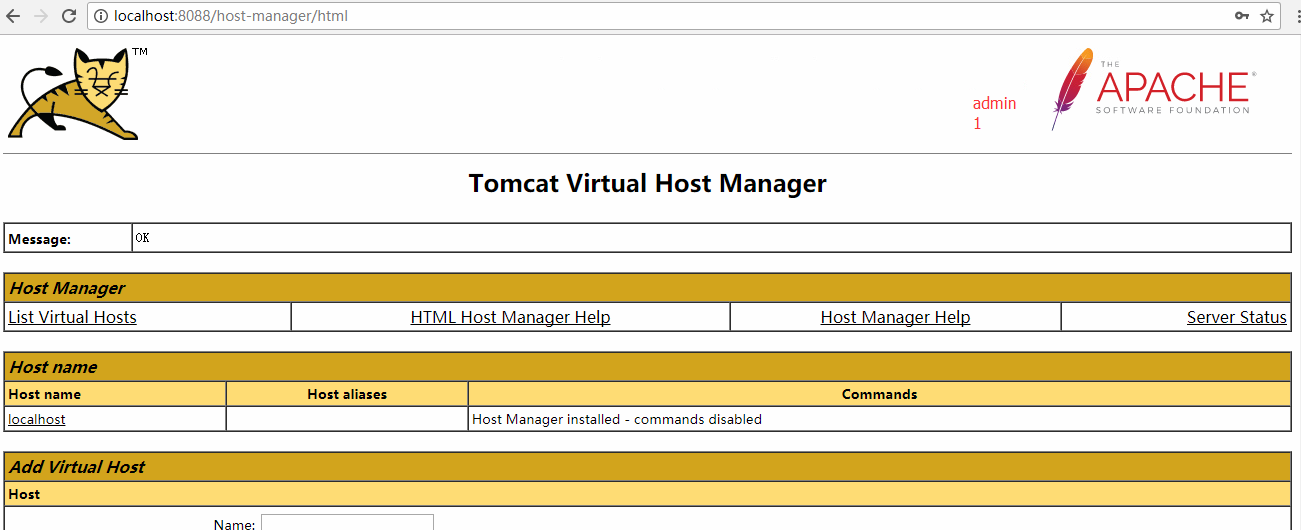 localhost:8088/host-manager/html
TM
admin
1
THE
APACHE®
SOFTWARE FOUNDATION
Tomcat Virtual Host Manager
Message: OK
Host Manager
List Virtual Hosts HTML Host Manager Help Host Manager Help Server Status
Host name
Host name Host aliases Commands
localhost Host Manager installed - commands disabled
Add Virtual Host
Host
Name: